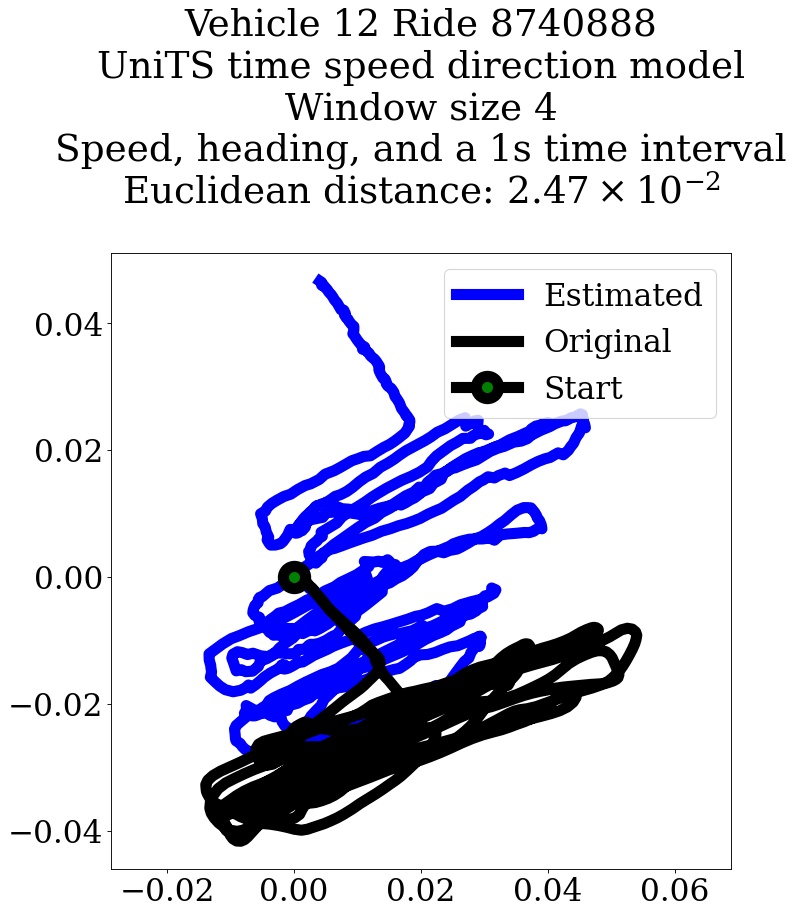 Vehicle 12 Ride 8740888
UniTS time speed direction model
Window size 4
Speed, heading, and a 1s time interval
Euclidean distance: 2.47 × 10⁻²
Estimated
Original
Start
0.04
0.02
0.00
−0.02
−0.04
−0.02 0.00 0.02 0.04 0.06